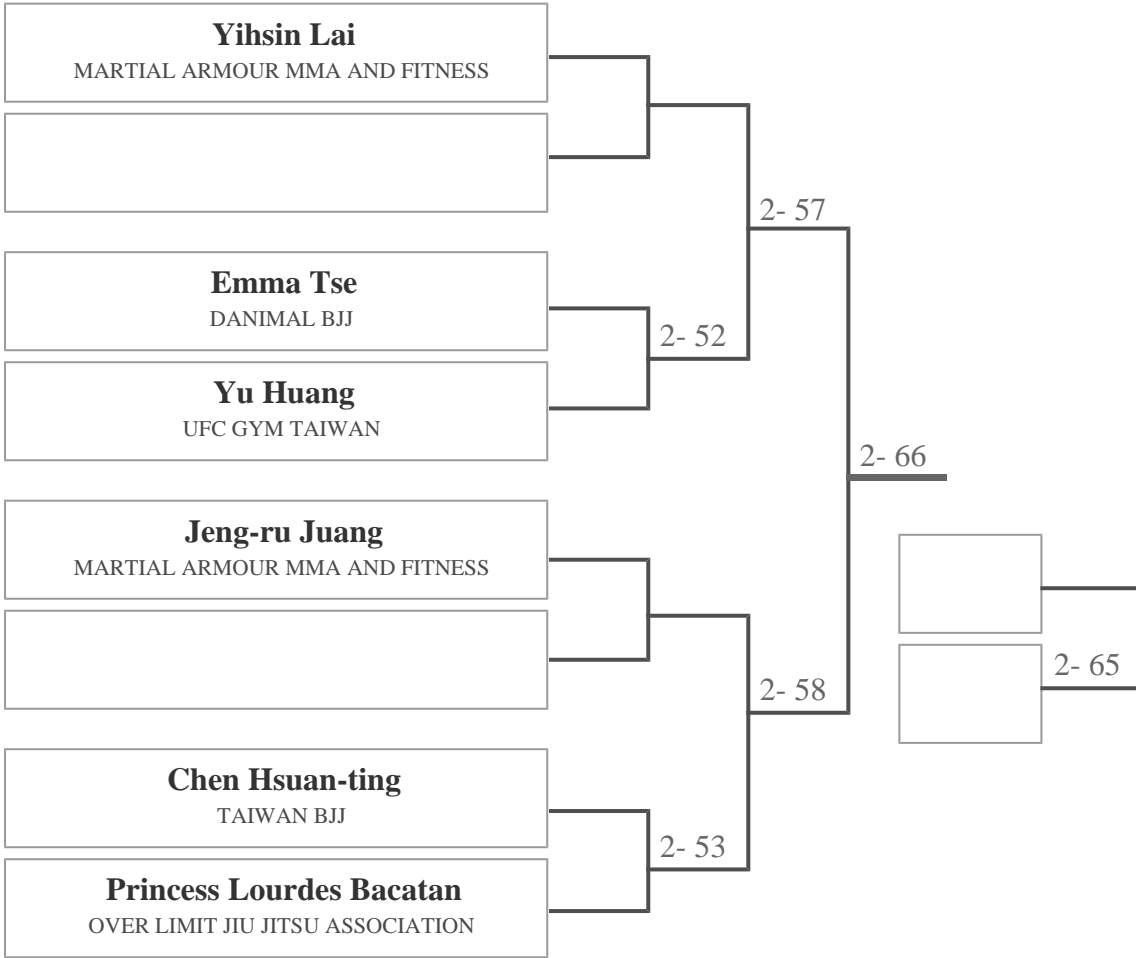 Yihsin Lai
MARTIAL ARMOUR MMA AND FITNESS
2- 57
Emma Tse
DANIMAL BJJ
2- 52
Yu Huang
UFC GYM TAIWAN
2- 66
Jeng-ru Juang
MARTIAL ARMOUR MMA AND FITNESS
2- 65
2- 58
Chen Hsuan-ting
TAIWAN BJJ
2- 53
Princess Lourdes Bacatan
OVER LIMIT JIU JITSU ASSOCIATION